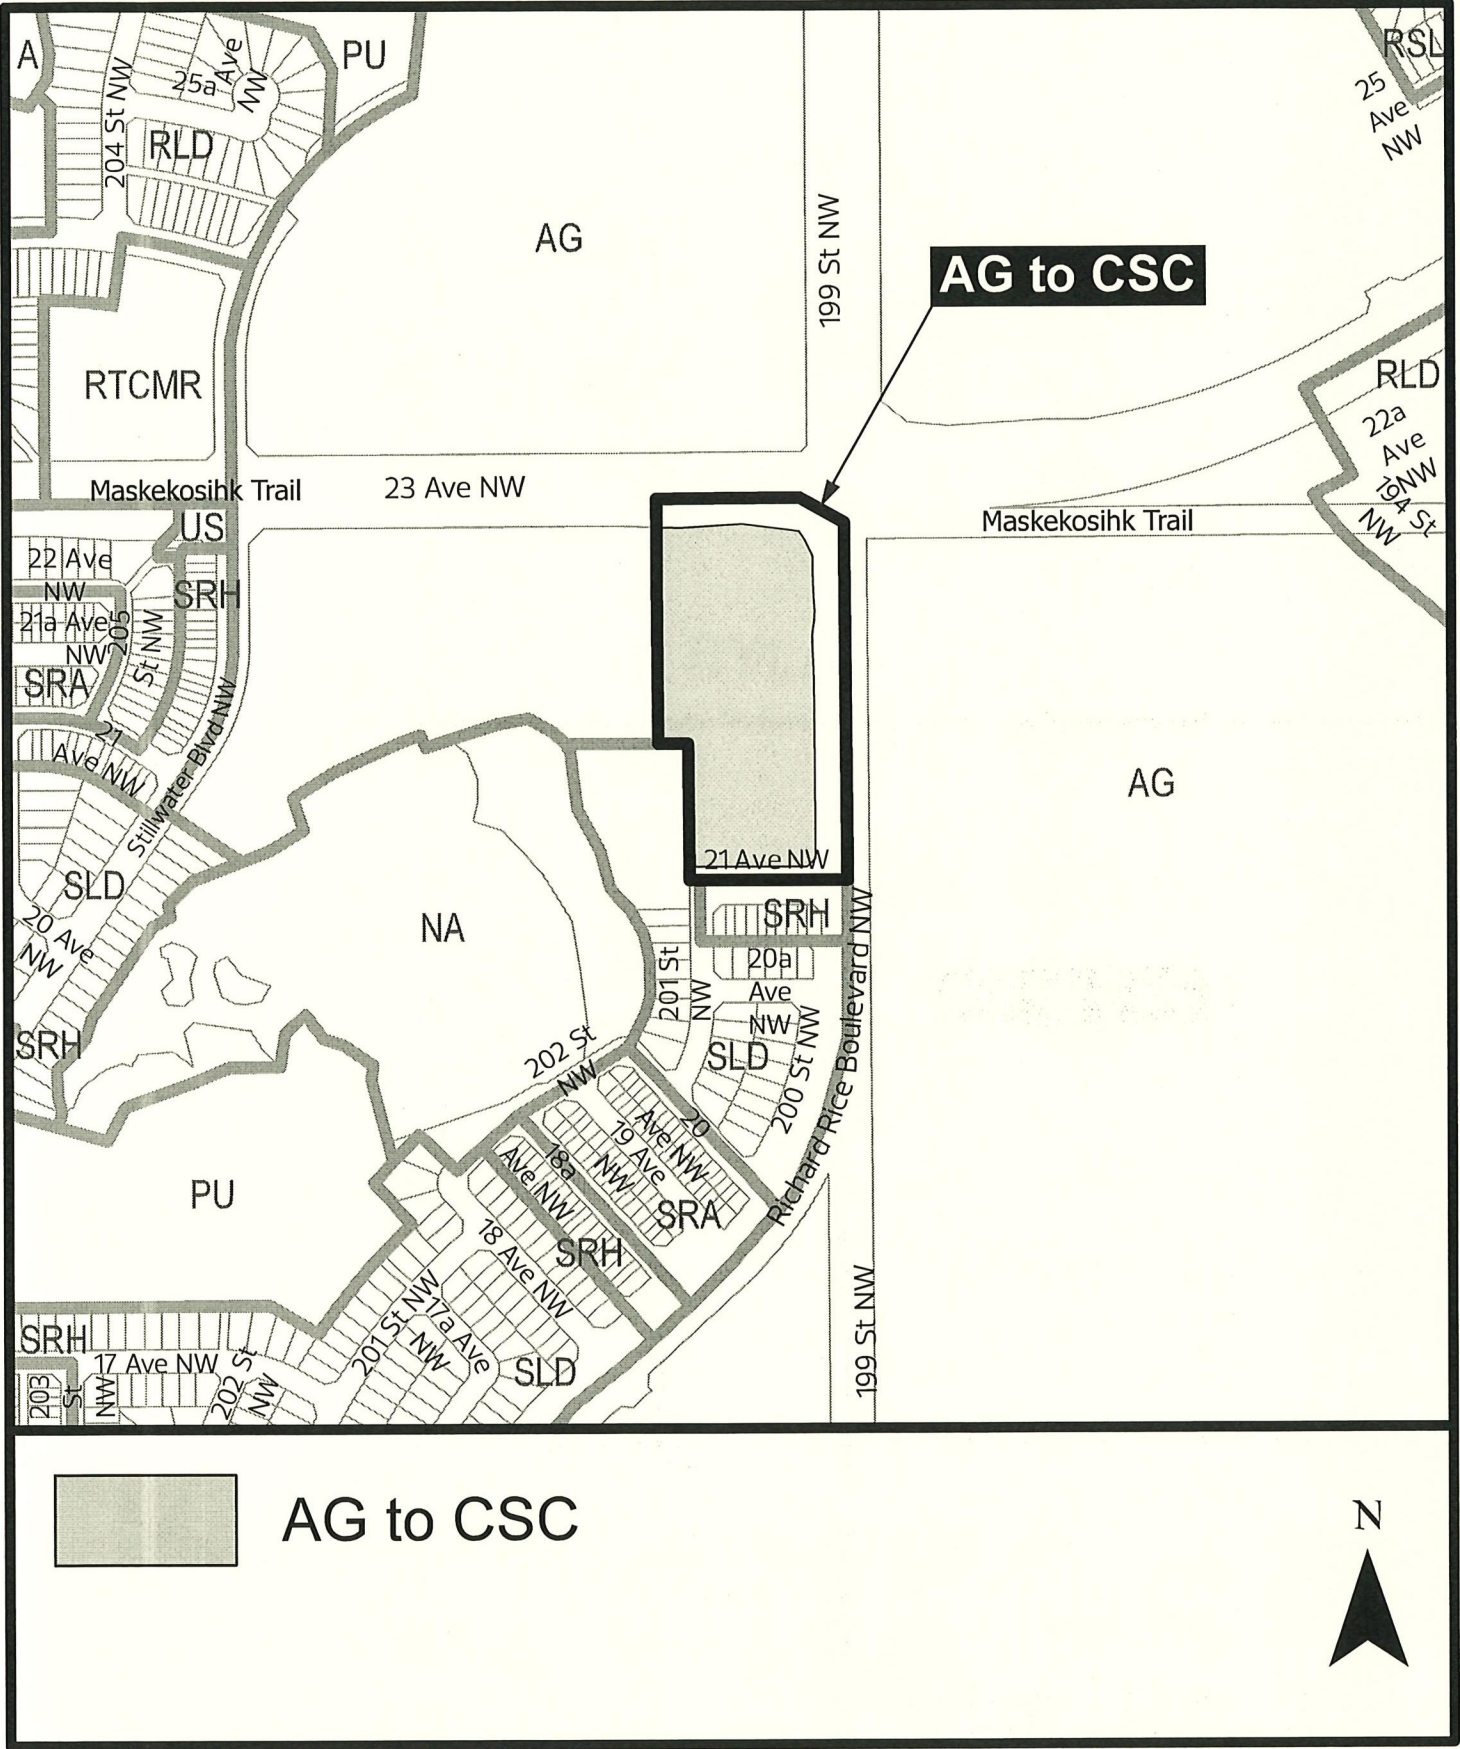 A
204 St NW
25a
Ave
NW
PU
RLD
AG
199 St NW
RSL
25
Ave
NW
AG to CSC
RTCMR
RLD
22a
Ave
NW
194 St
NW
Maskekosihk Trail
23 Ave NW
Maskekosihk Trail
US
22 Ave
NW
SRH
21a Ave
NW
205
St NW
SRA
21
Ave NW
Stillwater Blvd NW
AG
21 Ave NW
SLD
20 Ave
NW
NA
SRH
201 St
NW
20a
Ave
NW
SLD
200 St NW
Richard Rice Boulevard NW
SRH
202 St
NW
20
Ave NW
19 Ave
NW
18a
Ave NW
SRA
PU
SRH
18 Ave NW
199 St NW
SRH
17 Ave NW
203
St
NW
202 St
NW
201 St NW
17a Ave
NW
SLD
AG to CSC
N